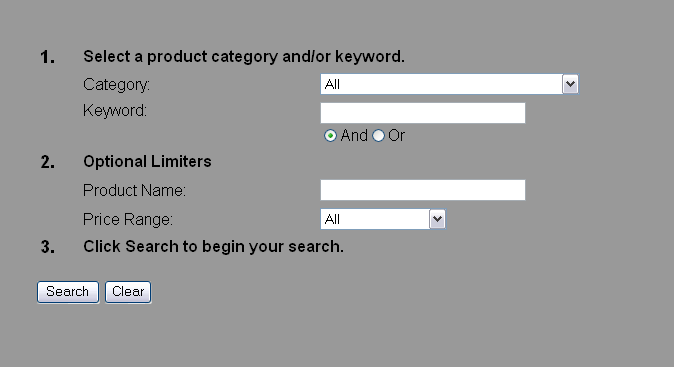 1. Select a product category and/or keyword.
Category: All
Keyword:
And Or
2. Optional Limiters
Product Name:
Price Range: All
3. Click Search to begin your search.
Search Clear